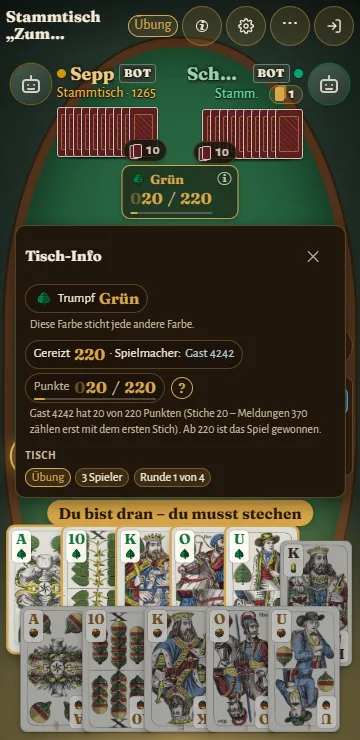 Stammtisch
„Zum…
Übung
Sepp BOT
Stammtisch · 1265
Sch… BOT
Stamm. 1
10
10
Grün
020 / 220
Tisch-Info
Trumpf Grün
Diese Farbe sticht jede andere Farbe.
Gereizt 220 · Spielmacher: Gast 4242
Punkte 020 / 220 ?
Gast 4242 hat 20 von 220 Punkten (Stiche 20 – Meldungen 370
zählen erst mit dem ersten Stich). Ab 220 ist das Spiel gewonnen.
TISCH
Übung 3 Spieler Runde 1 von 4
Du bist dran – du musst stechen
A 10 K O U K
A 10 K O U